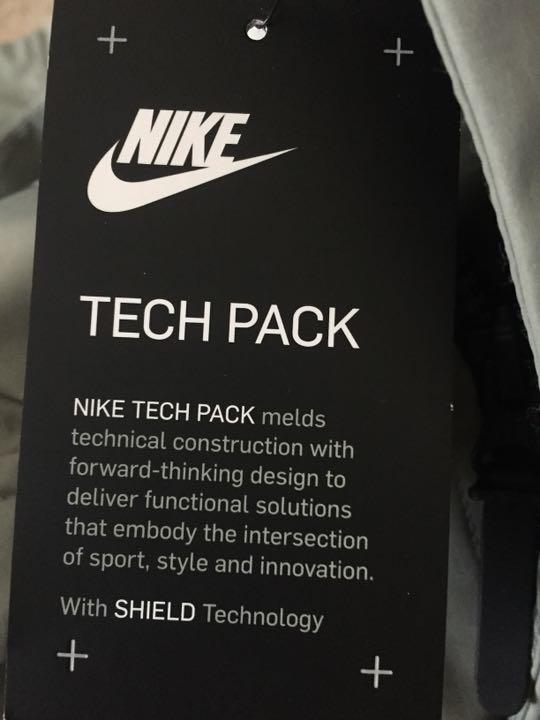 NIKE
TECH PACK
NIKE TECH PACK melds
technical construction with
forward-thinking design to
deliver functional solutions
that embody the intersection
of sport, style and innovation.
With SHIELD Technology